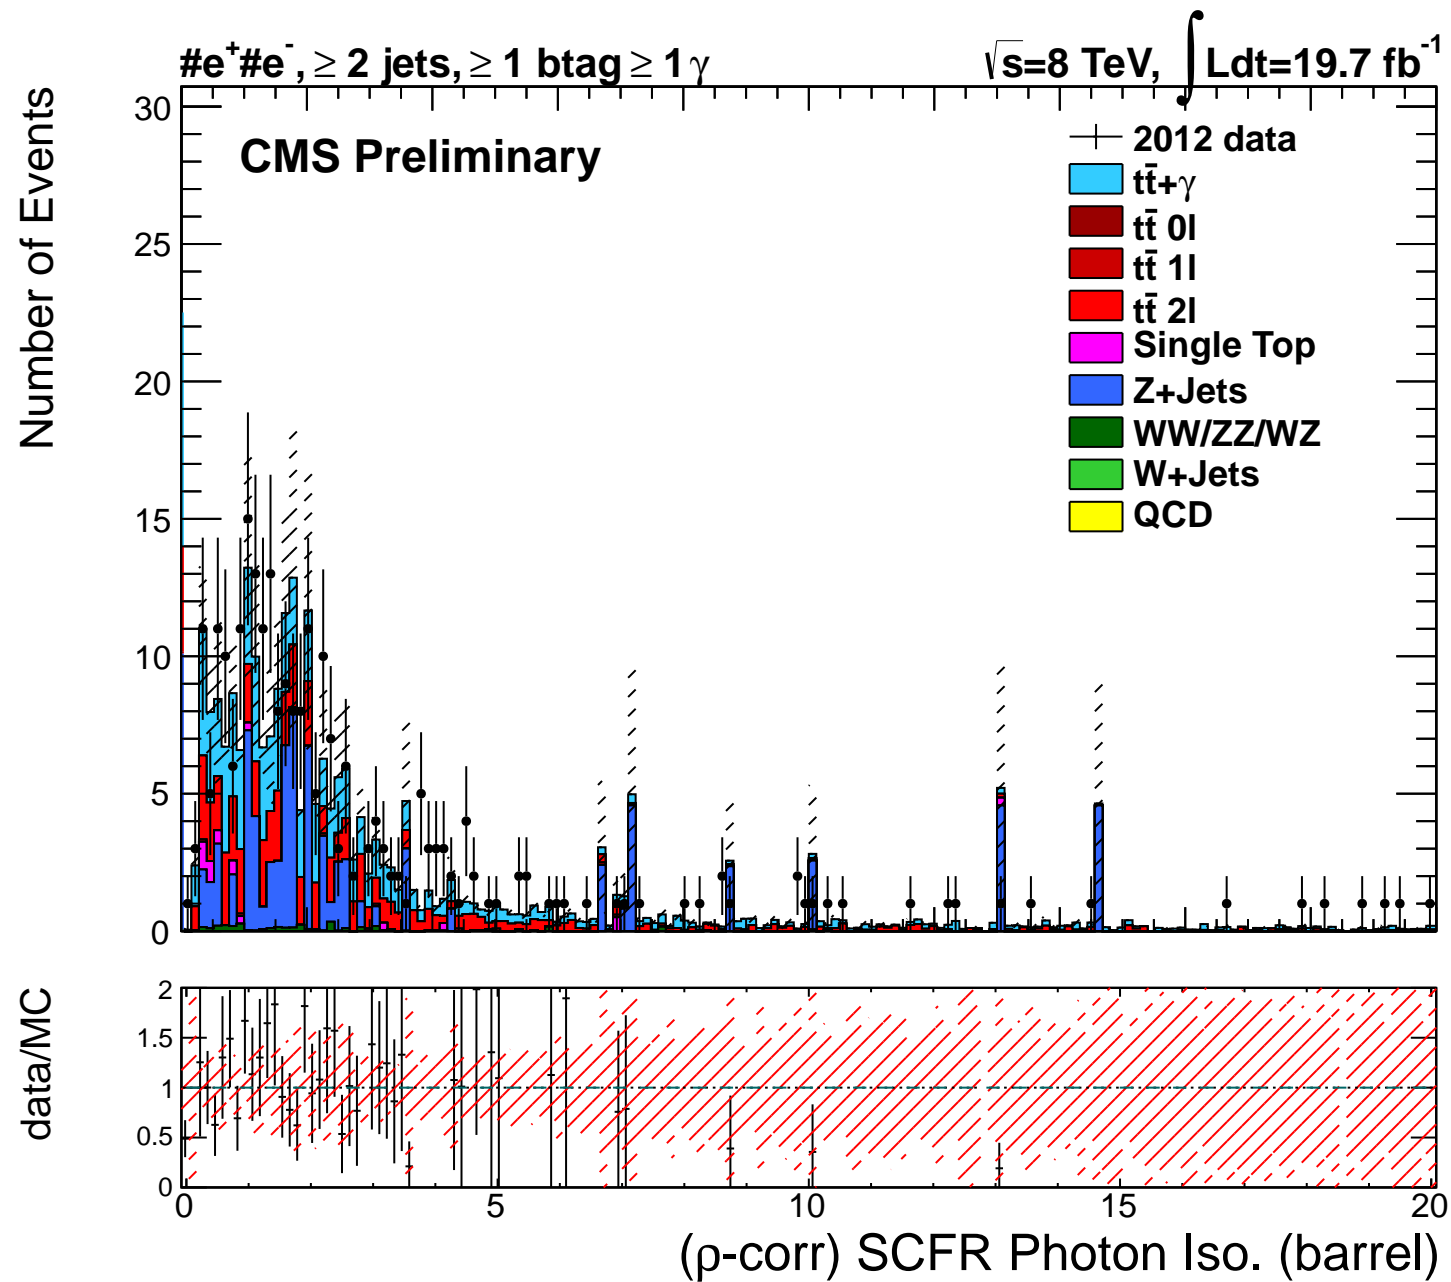 #e⁺#e⁻, ≥ 2 jets, ≥ 1 btag ≥ 1 γ
√s=8 TeV, ∫Ldt=19.7 fb⁻¹
CMS Preliminary
2012 data
tt̄+γ
tt̄ 0l
tt̄ 1l
tt̄ 2l
Single Top
Z+Jets
WW/ZZ/WZ
W+Jets
QCD
Number of Events
30
25
20
15
10
5
0
data/MC
2
1.5
1
0.5
0
0 5 10 15 20
(ρ-corr) SCFR Photon Iso. (barrel)